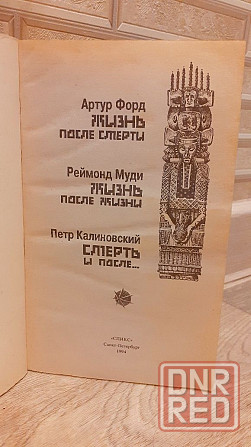 Артур Форд
ЖИЗНЬ
ПОСЛЕ СМЕРТИ
Реймонд Муди
ЖИЗНЬ
ПОСЛЕ ЖИЗНИ
Петр Калиновский
СМЕРТЬ
И ПОСЛЕ...
Санкт-Петербург
1994
DNR
RED